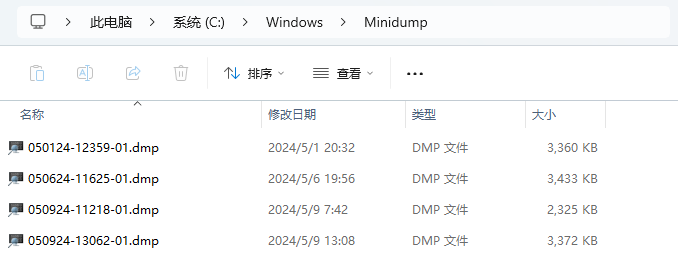 此电脑 > 系统 (C:) > Windows > Minidump
排序 查看
名称 修改日期 类型 大小
050124-12359-01.dmp 2024/5/1 20:32 DMP 文件 3,360 KB
050624-11625-01.dmp 2024/5/6 19:56 DMP 文件 3,433 KB
050924-11218-01.dmp 2024/5/9 7:42 DMP 文件 2,325 KB
050924-13062-01.dmp 2024/5/9 13:08 DMP 文件 3,372 KB